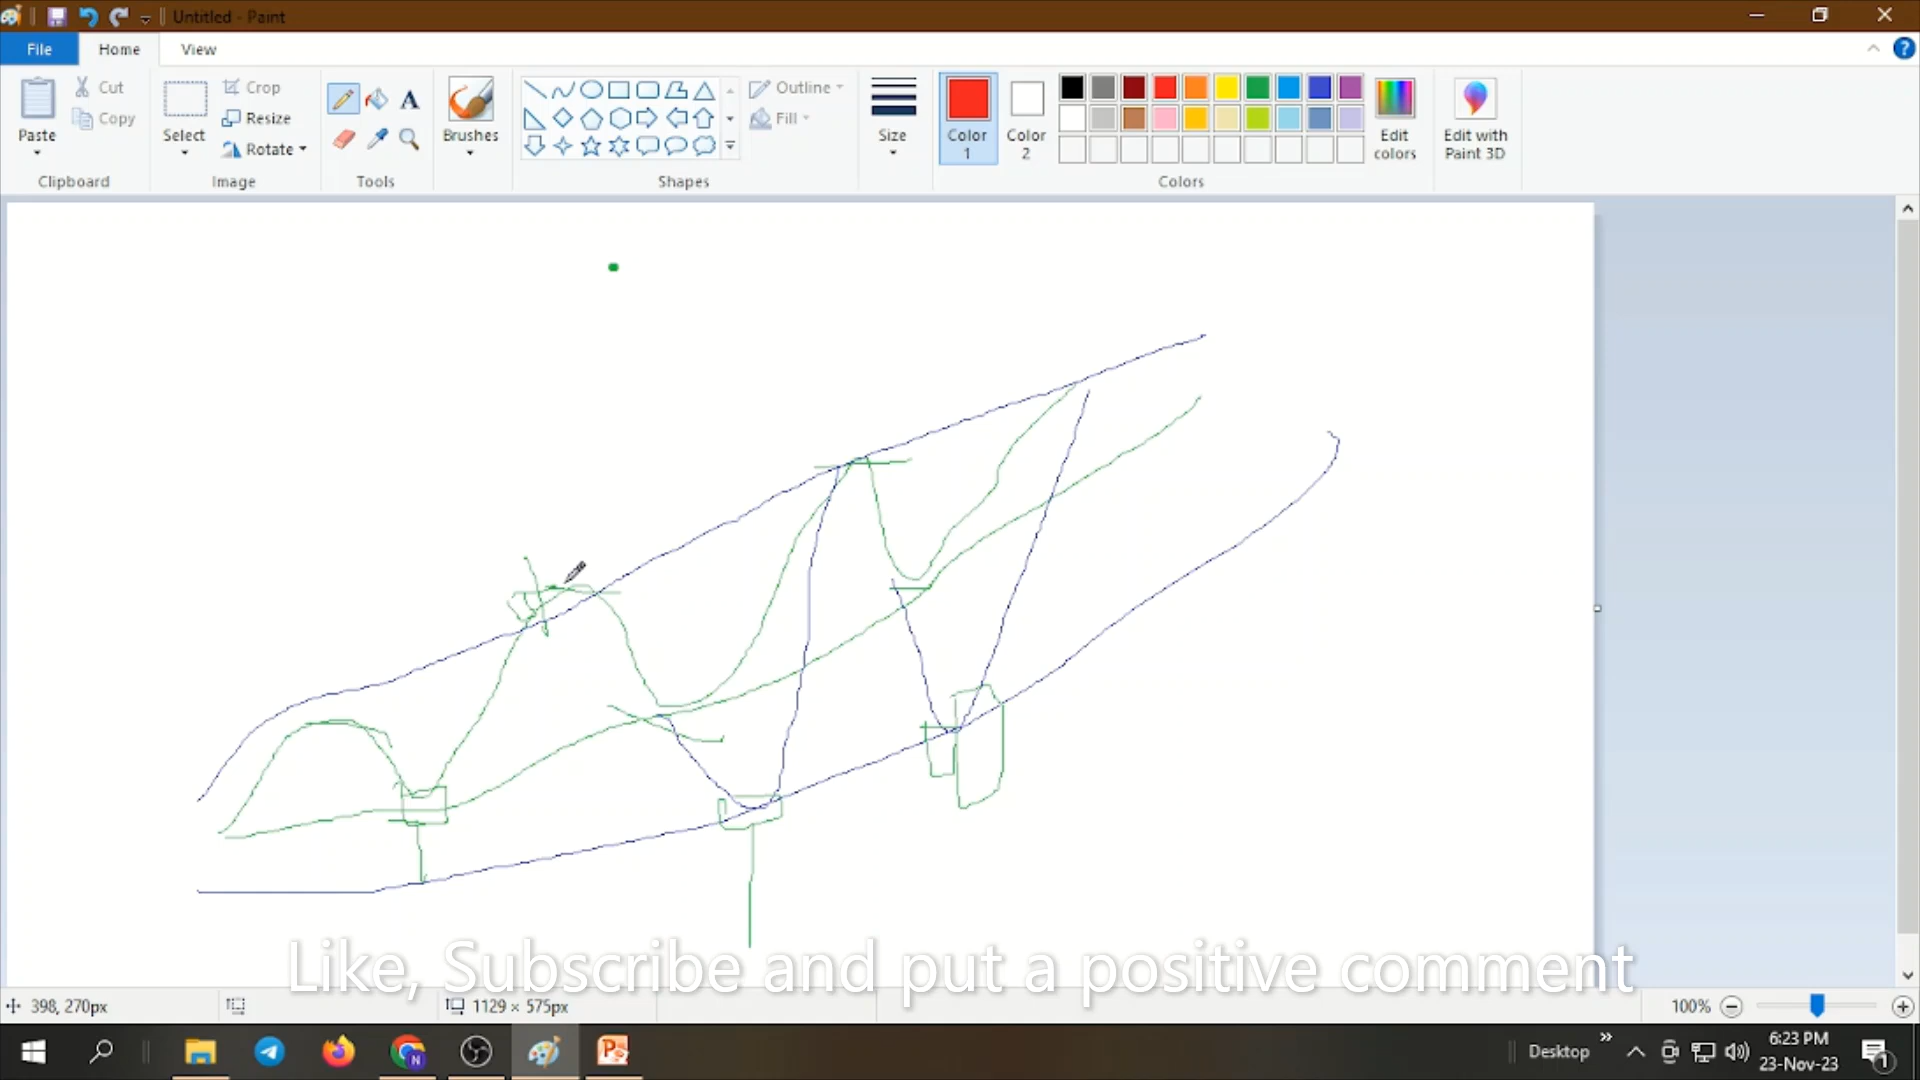 Untitled - Paint
File
Home
View
Paste
Cut
Copy
Clipboard
Select
Crop
Resize
Rotate
Image
A
Tools
Brushes
Outline
Fill
Shapes
Size
Color 1
Color 2
Edit colors
Edit with Paint 3D
Colors
?
Like, Subscribe and put a positive comment
398, 270px
1129 × 575px
100%
N
P
Desktop
6:23 PM
23-Nov-23
1